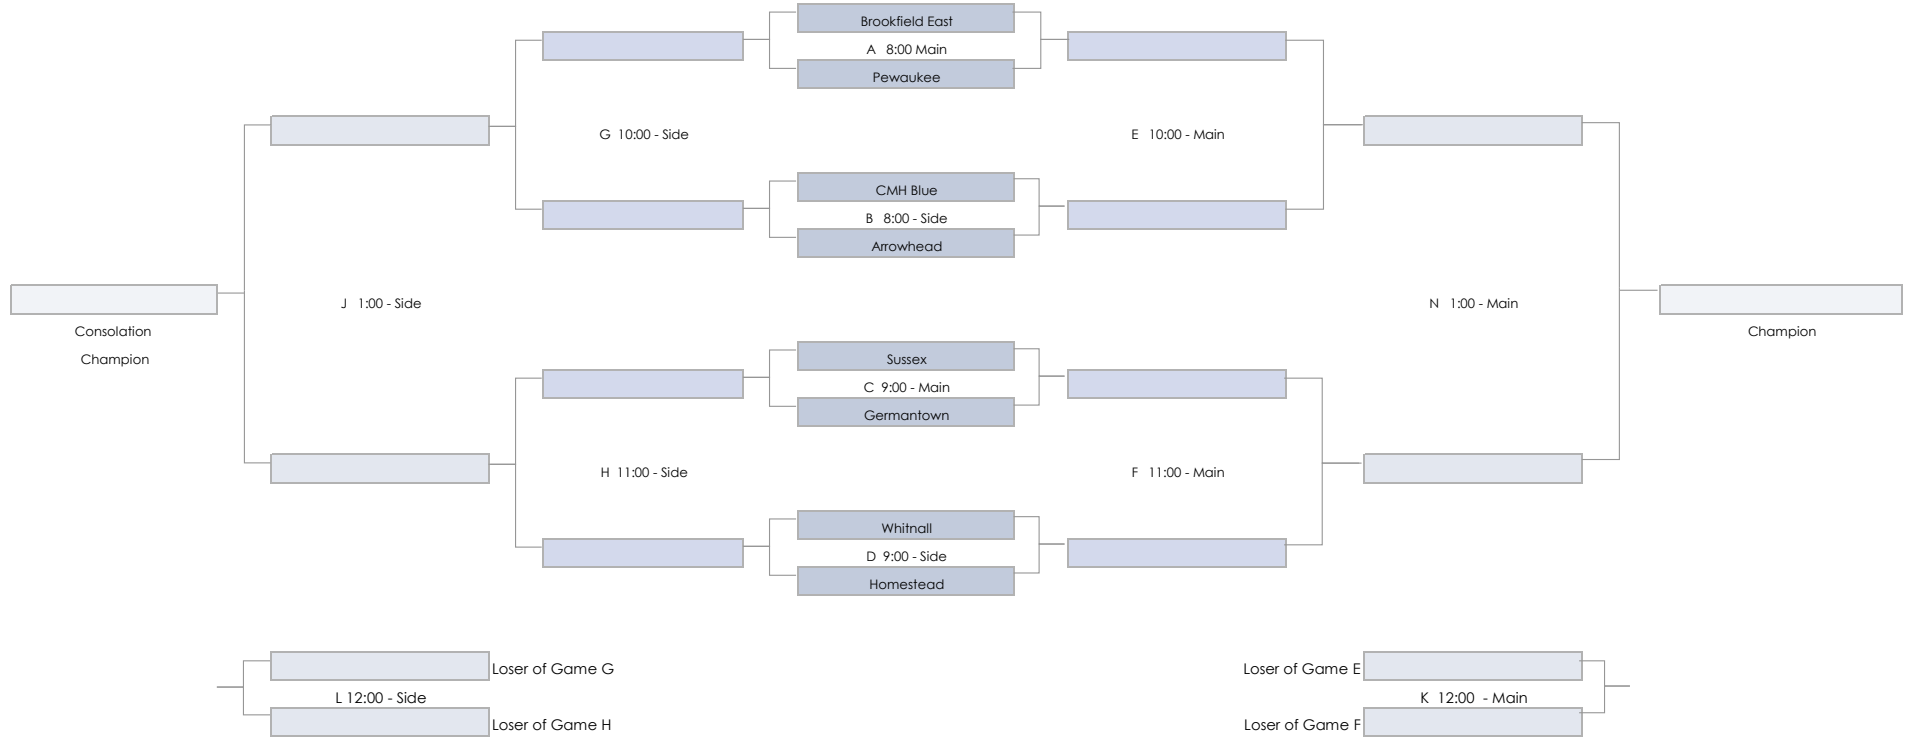 Brookfield East
A 8:00 Main
Pewaukee
G 10:00 - Side
E 10:00 - Main
CMH Blue
B 8:00 - Side
Arrowhead
J 1:00 - Side
N 1:00 - Main
Consolation
Champion
Champion
Sussex
C 9:00 - Main
Germantown
H 11:00 - Side
F 11:00 - Main
Whitnall
D 9:00 - Side
Homestead
Loser of Game G
L 12:00 - Side
Loser of Game H
Loser of Game E
K 12:00 - Main
Loser of Game F